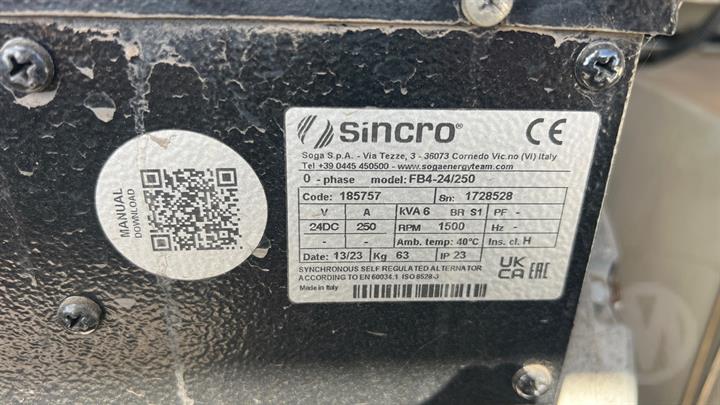 MANUAL
DOWNLOAD
sincro®
CE
Soga S.p.A. - Via Tezze, 3 - 36073 Cornedo Vic.no (VI) Italy
Tel +39 0445 450500 - www.sogaenergyteam.com
0 - phase model: FB4-24/250
Code: 185757 Sn: 1728528
V A kVA 6 BR S1 PF -
24DC 250 RPM 1500 Hz -
- - Amb. temp: 40°C Ins. cl. H
Date: 13/23 Kg 63 IP 23
SYNCHRONOUS SELF REGULATED ALTERNATOR
ACCORDING TO EN 60034.1 ISO 8528-3
Made in Italy
UK
CA EAC